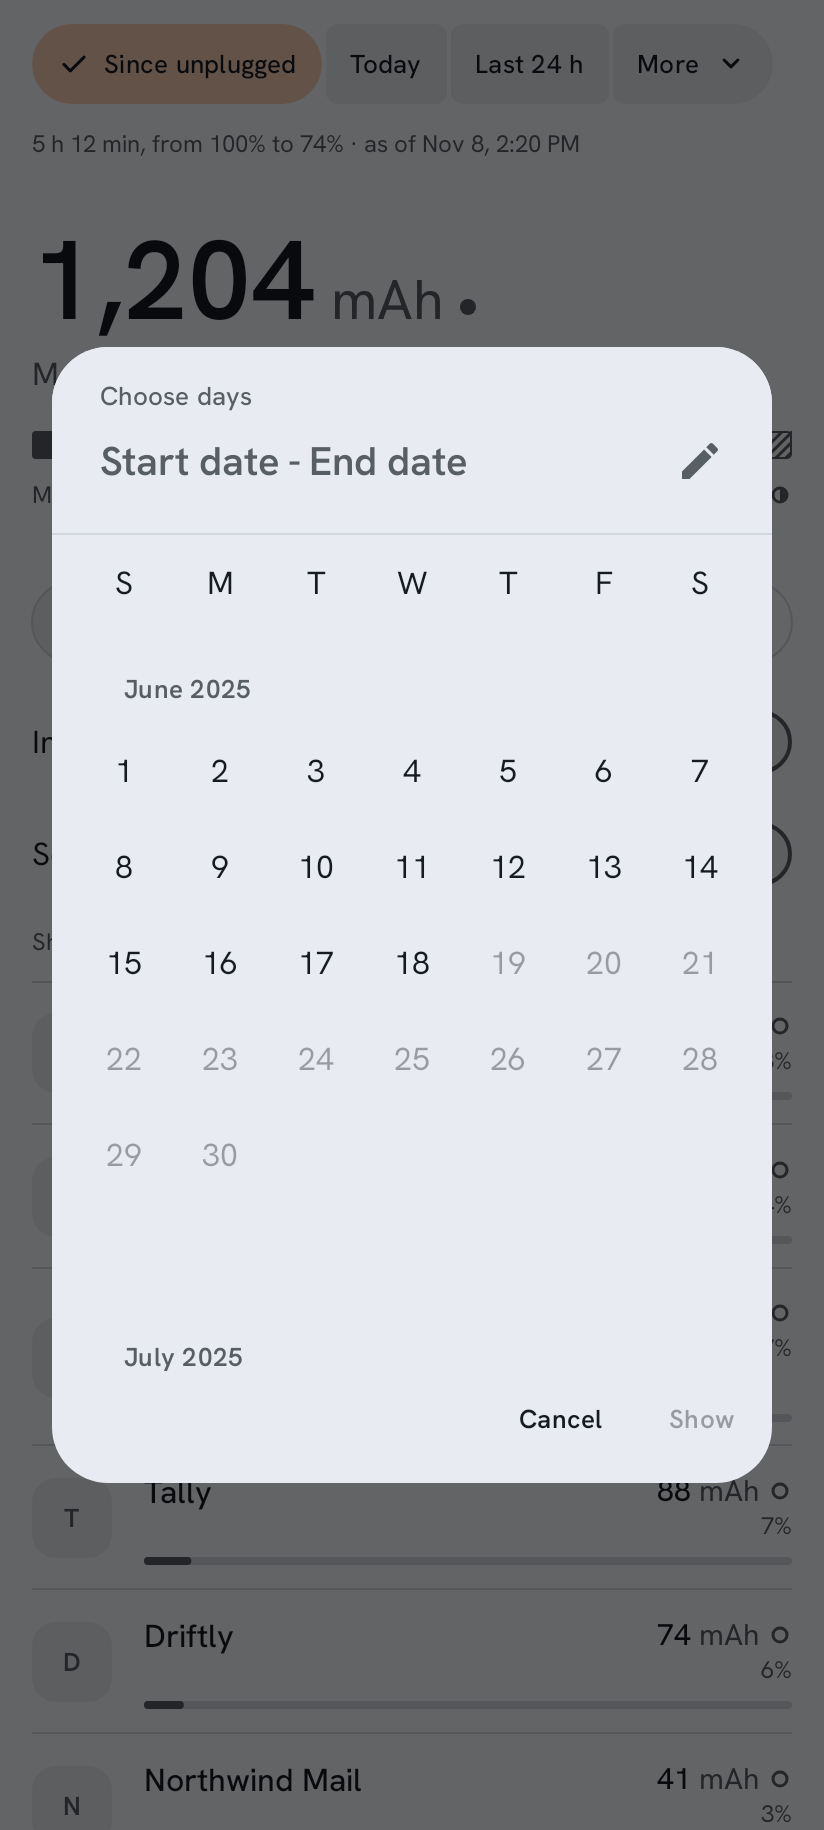 Since unplugged Today Last 24 h More
5 h 12 min, from 100% to 74% · as of Nov 8, 2:20 PM
1,204 mAh
Choose days
Start date - End date
S M T W T F S
June 2025
1 2 3 4 5 6 7
8 9 10 11 12 13 14
15 16 17 18 19 20 21
22 23 24 25 26 27 28
29 30
July 2025
Cancel Show
T Tally 88 mAh
7%
D Driftly 74 mAh
6%
N Northwind Mail 41 mAh
3%